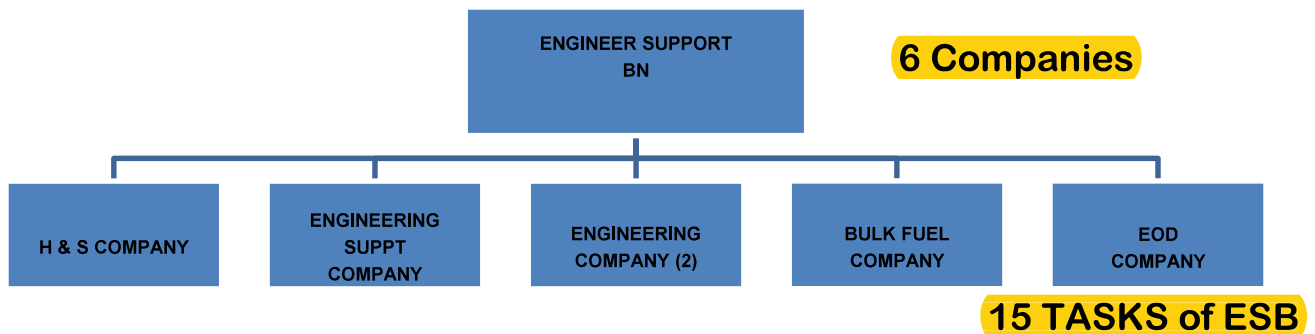 ENGINEER SUPPORT
BN
6 Companies
H & S COMPANY
ENGINEERING
SUPPT
COMPANY
ENGINEERING
COMPANY (2)
BULK FUEL
COMPANY
EOD
COMPANY
15 TASKS of ESB